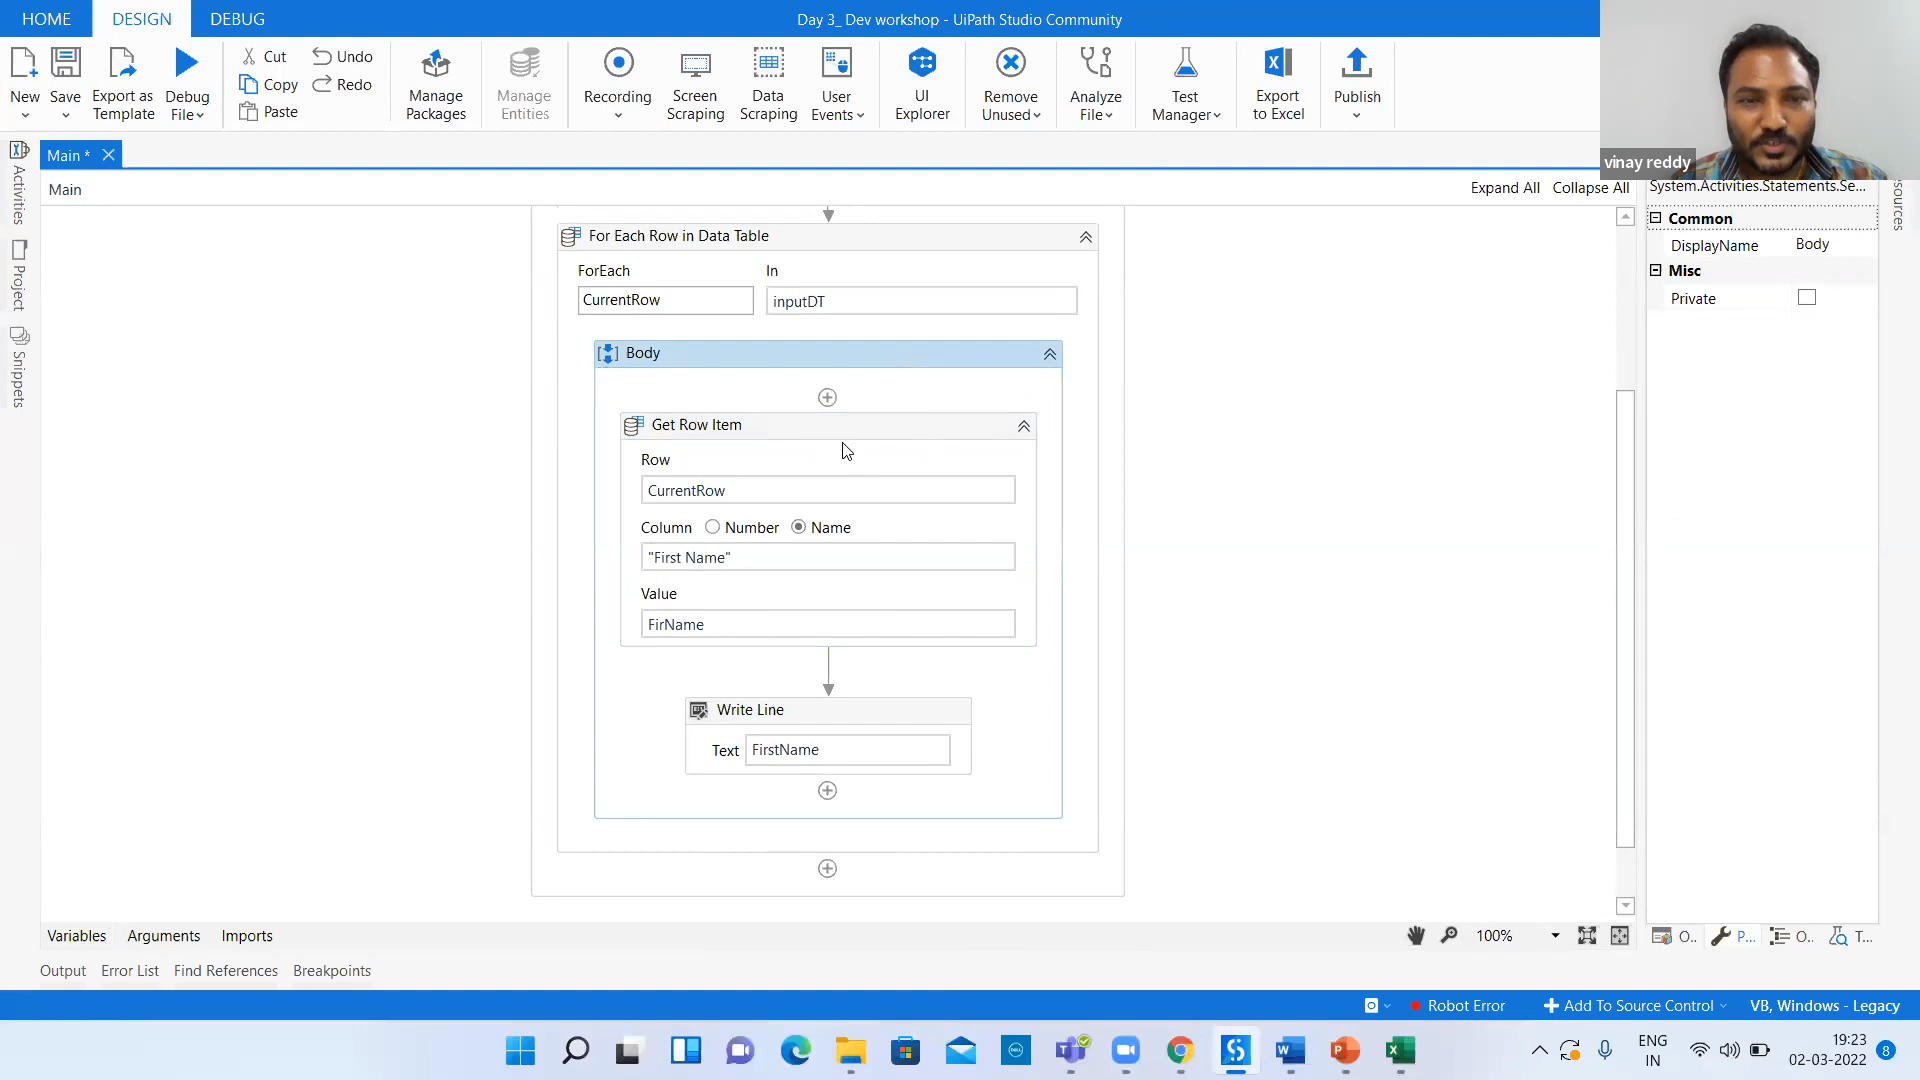 HOME DESIGN DEBUG
Day 3_ Dev workshop - UiPath Studio Community
New Save Export as Template Debug File
Cut Copy Paste Undo Redo
Manage Packages
Manage Entities
Recording
Screen Scraping
Data Scraping
User Events
UI Explorer
Remove Unused
Analyze File
Test Manager
Export to Excel
Publish
vinay reddy
Main *
Main
Expand All Collapse All
Activities
Project
Snippets
For Each Row in Data Table
ForEach In
CurrentRow inputDT
Body
Get Row Item
Row
CurrentRow
Column Number Name
"First Name"
Value
FirName
Write Line
Text FirstName
System.Activities.Statements.Se...
Common
DisplayName Body
Misc
Private
Variables Arguments Imports
100%
O.. P... O.. T...
Output Error List Find References Breakpoints
Robot Error Add To Source Control VB, Windows - Legacy
ENG
IN
19:23
02-03-2022
8